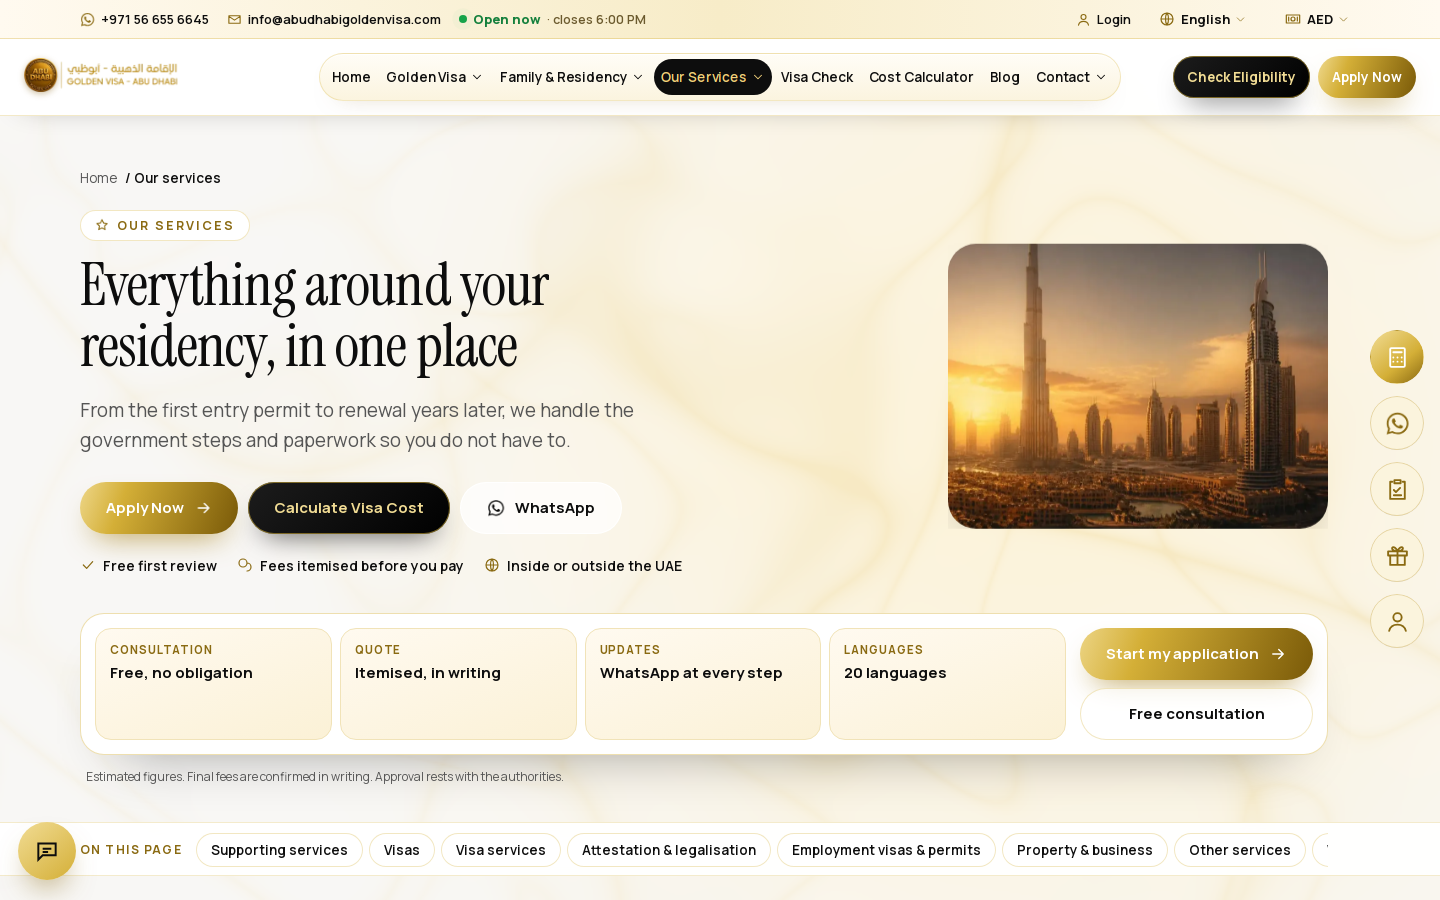 +971 56 655 6645
info@abudhabigoldenvisa.com
Open now · closes 6:00 PM
Login
English
AED
ABU DHABI
الإقامة الذهبية - أبوظبي
GOLDEN VISA - ABU DHABI
Home
Golden Visa
Family & Residency
Our Services
Visa Check
Cost Calculator
Blog
Contact
Check Eligibility
Apply Now
Home / Our services
OUR SERVICES
Everything around your
residency, in one place
From the first entry permit to renewal years later, we handle the
government steps and paperwork so you do not have to.
Apply Now
Calculate Visa Cost
WhatsApp
Free first review
Fees itemised before you pay
Inside or outside the UAE
CONSULTATION
Free, no obligation
QUOTE
Itemised, in writing
UPDATES
WhatsApp at every step
LANGUAGES
20 languages
Start my application
Free consultation
Estimated figures. Final fees are confirmed in writing. Approval rests with the authorities.
ON THIS PAGE
Supporting services
Visas
Visa services
Attestation & legalisation
Employment visas & permits
Property & business
Other services